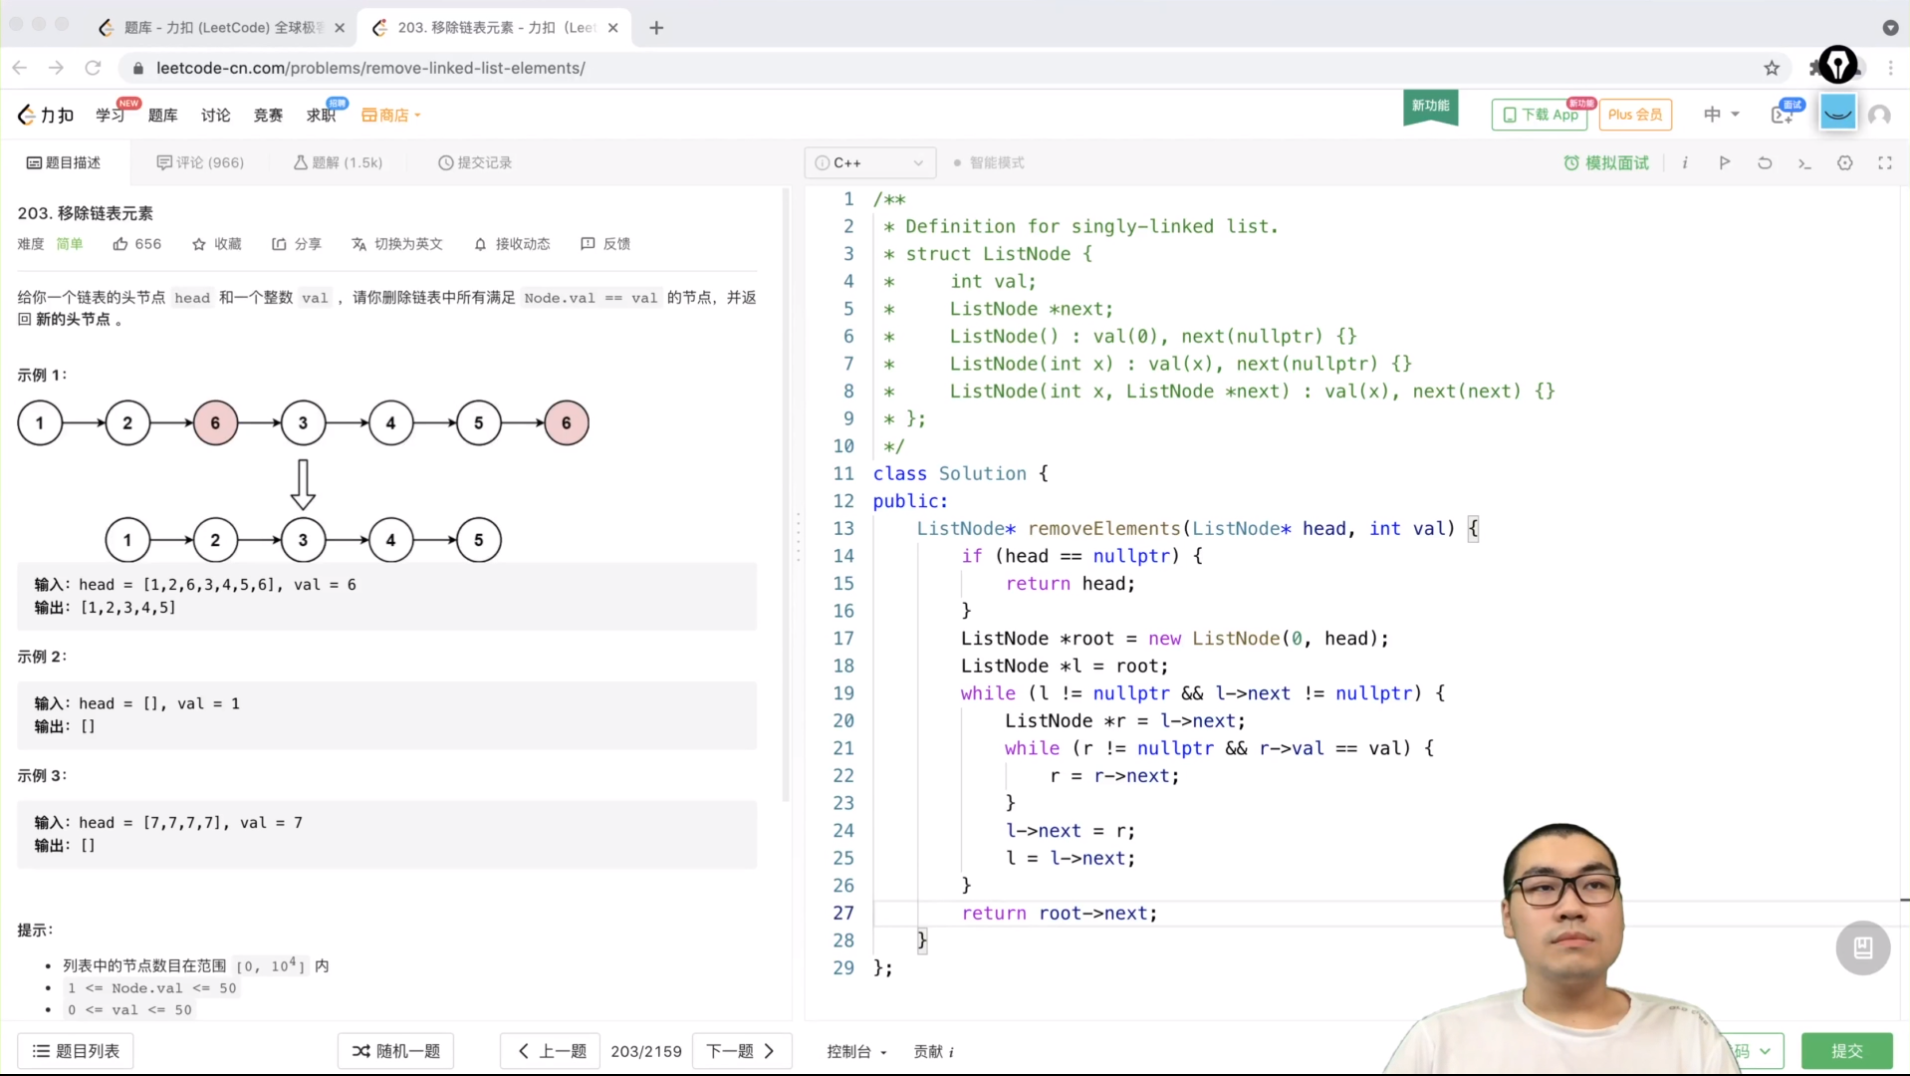 题库 - 力扣 (LeetCode) 全球极客
203. 移除链表元素 - 力扣 (Leet
leetcode-cn.com/problems/remove-linked-list-elements/
力扣 学习 NEW 题库 讨论 竞赛 求职 招聘 商店 新功能 下载 App 新功能 Plus 会员 中 面试
题目描述 评论 (966) 题解 (1.5k) 提交记录
C++ 智能模式 模拟面试
203. 移除链表元素
难度 简单 656 收藏 分享 切换为英文 接收动态 反馈
给你一个链表的头节点 head 和一个整数 val ，请你删除链表中所有满足 Node.val == val 的节点，并返
回 新的头节点 。
示例 1：
1 2 6 3 4 5 6
1 2 3 4 5
输入：head = [1,2,6,3,4,5,6], val = 6
输出：[1,2,3,4,5]
示例 2：
输入：head = [], val = 1
输出：[]
示例 3：
输入：head = [7,7,7,7], val = 7
输出：[]
提示：
列表中的节点数目在范围 [0, 10⁴] 内
1 <= Node.val <= 50
0 <= val <= 50
1 /**
2 * Definition for singly-linked list.
3 * struct ListNode {
4 * int val;
5 * ListNode *next;
6 * ListNode() : val(0), next(nullptr) {}
7 * ListNode(int x) : val(x), next(nullptr) {}
8 * ListNode(int x, ListNode *next) : val(x), next(next) {}
9 * };
10 */
11 class Solution {
12 public:
13 ListNode* removeElements(ListNode* head, int val) {
14 if (head == nullptr) {
15 return head;
16 }
17 ListNode *root = new ListNode(0, head);
18 ListNode *l = root;
19 while (l != nullptr && l->next != nullptr) {
20 ListNode *r = l->next;
21 while (r != nullptr && r->val == val) {
22 r = r->next;
23 }
24 l->next = r;
25 l = l->next;
26 }
27 return root->next;
28 }
29 };
题目列表 随机一题 上一题 203/2159 下一题 控制台 贡献 i 码 提交